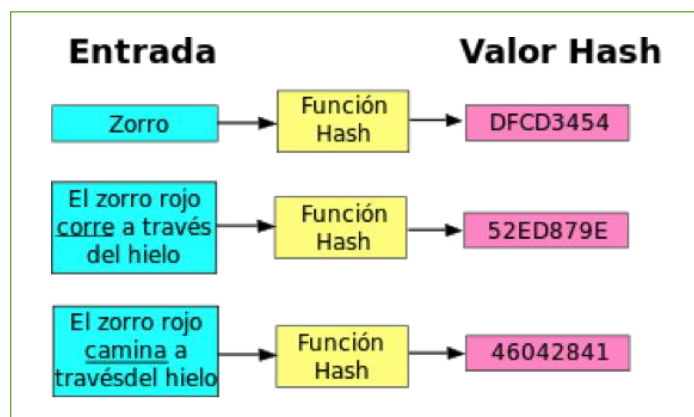 Entrada
Valor Hash
Zorro
Función
Hash
DFCD3454
El zorro rojo
corre a través
del hielo
Función
Hash
52ED879E
El zorro rojo
camina a
travésdel hielo
Función
Hash
46042841